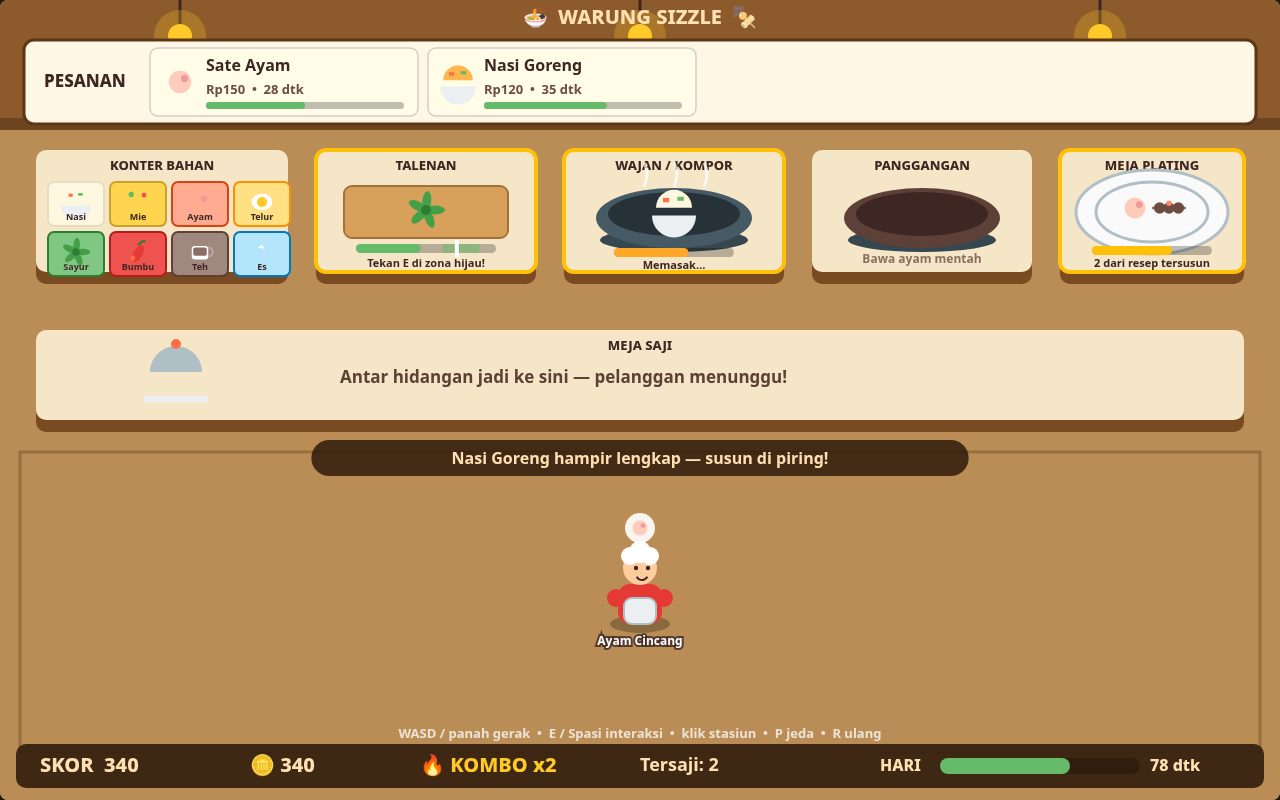 WARUNG SIZZLE
PESANAN
Sate Ayam
Rp150 • 28 dtk
Nasi Goreng
Rp120 • 35 dtk
KONTER BAHAN
Nasi
Mie
Ayam
Telur
Sayur
Bumbu
Teh
Es
TALENAN
Tekan E di zona hijau!
WAJAN / KOMPOR
Memasak...
PANGGANGAN
Bawa ayam mentah
MEJA PLATING
2 dari resep tersusun
MEJA SAJI
Antar hidangan jadi ke sini — pelanggan menunggu!
Nasi Goreng hampir lengkap — susun di piring!
Ayam Cincang
WASD / panah gerak • E / Spasi interaksi • klik stasiun • P jeda • R ulang
SKOR 340
340
KOMBO x2
Tersaji: 2
HARI
78 dtk